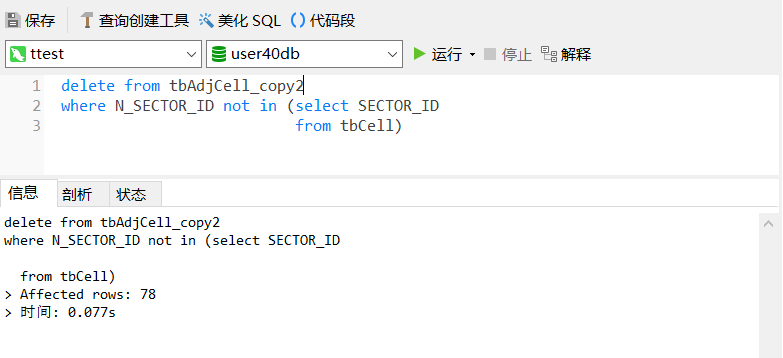 保存 查询创建工具 美化 SQL () 代码段
ttest user40db 运行 停止 解释
1 delete from tbAdjCell_copy2
2 where N_SECTOR_ID not in (select SECTOR_ID
3 from tbCell)
信息 剖析 状态
delete from tbAdjCell_copy2
where N_SECTOR_ID not in (select SECTOR_ID
from tbCell)
> Affected rows: 78
> 时间: 0.077s